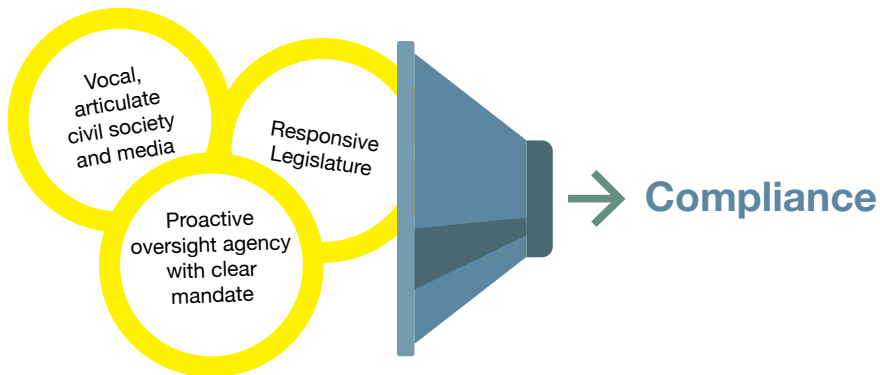 Vocal,
articulate
civil society
and media
Responsive
Legislature
Proactive
oversight agency
with clear
mandate
Compliance